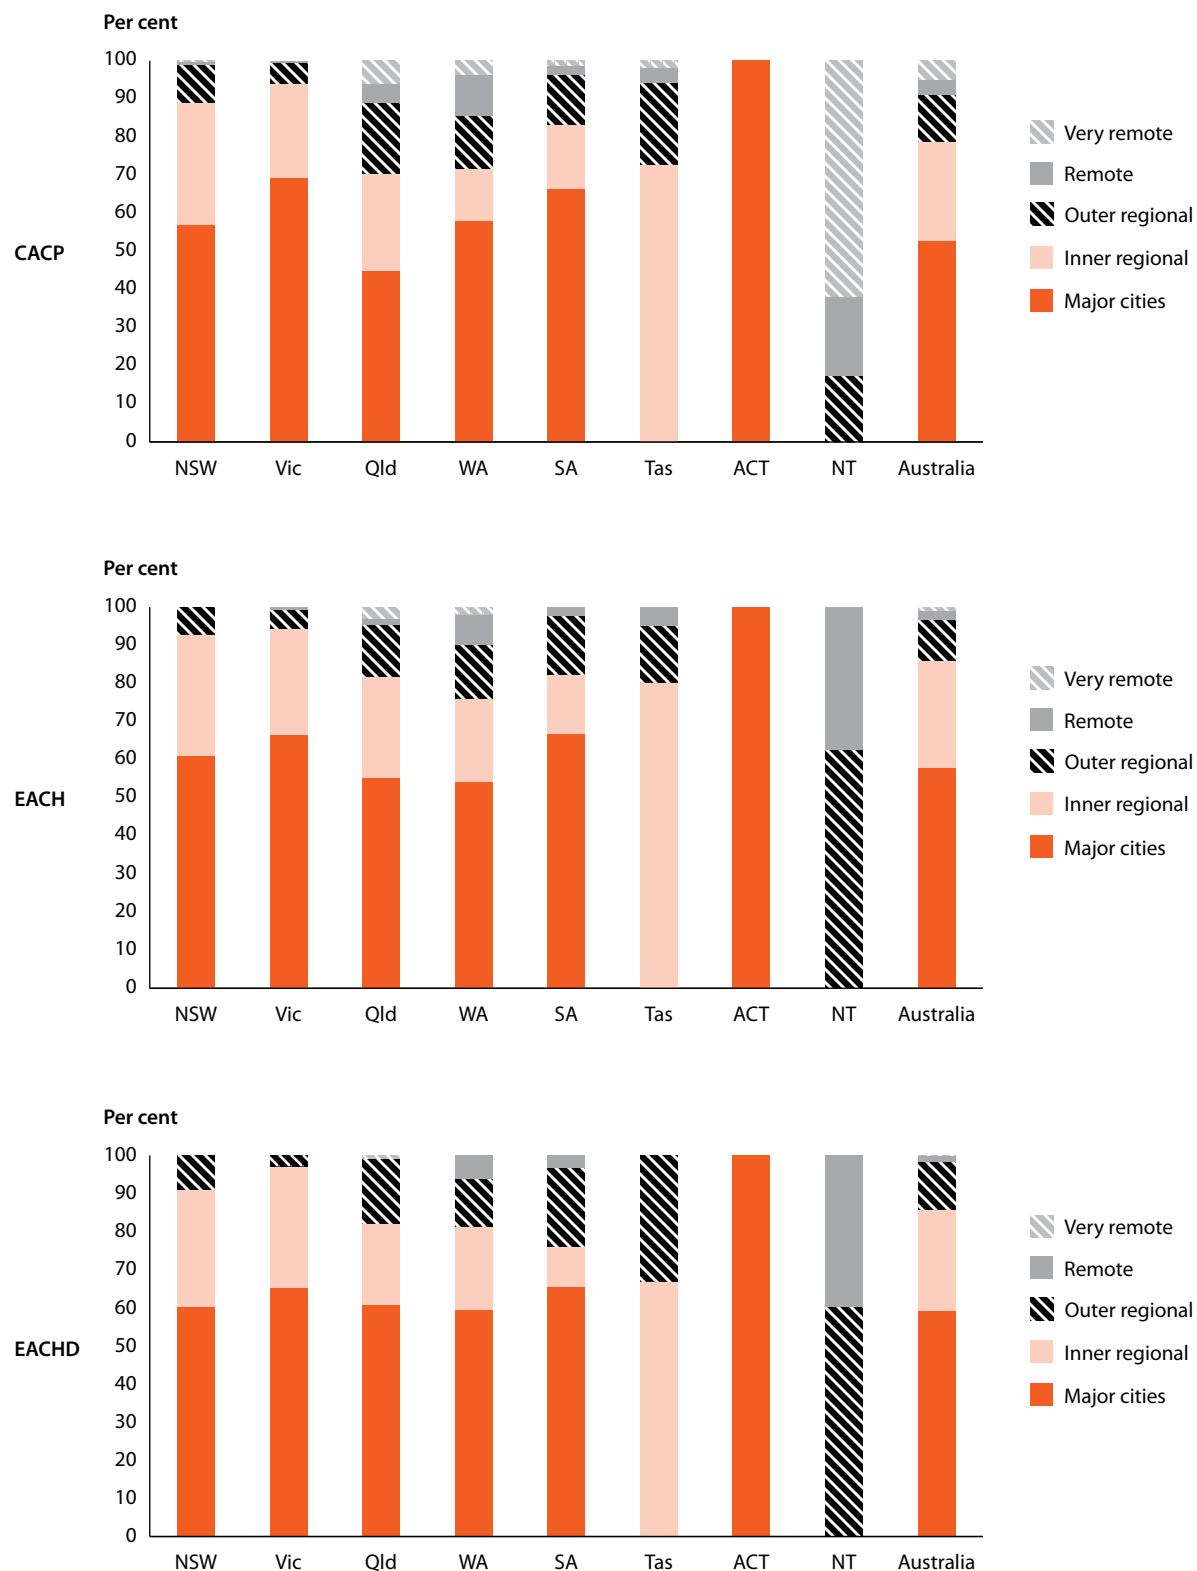 Per cent
100
90
80
70
60
50
40
30
20
10
0
CACP
NSW Vic Qld WA SA Tas ACT NT Australia
Very remote
Remote
Outer regional
Inner regional
Major cities
Per cent
100
90
80
70
60
50
40
30
20
10
0
EACH
NSW Vic Qld WA SA Tas ACT NT Australia
Very remote
Remote
Outer regional
Inner regional
Major cities
Per cent
100
90
80
70
60
50
40
30
20
10
0
EACHD
NSW Vic Qld WA SA Tas ACT NT Australia
Very remote
Remote
Outer regional
Inner regional
Major cities